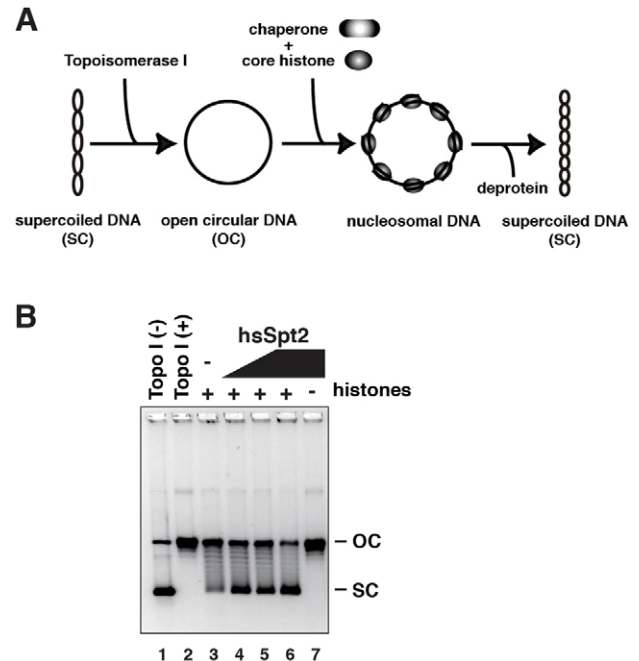 A
chaperone
+
core histone
Topoisomerase I
deprotein
supercoiled DNA
(SC)
open circular DNA
(OC)
nucleosomal DNA
supercoiled DNA
(SC)
B
Topo I (-)
Topo I (+)
hsSpt2
-
+ + + + - histones
OC
SC
1 2 3 4 5 6 7